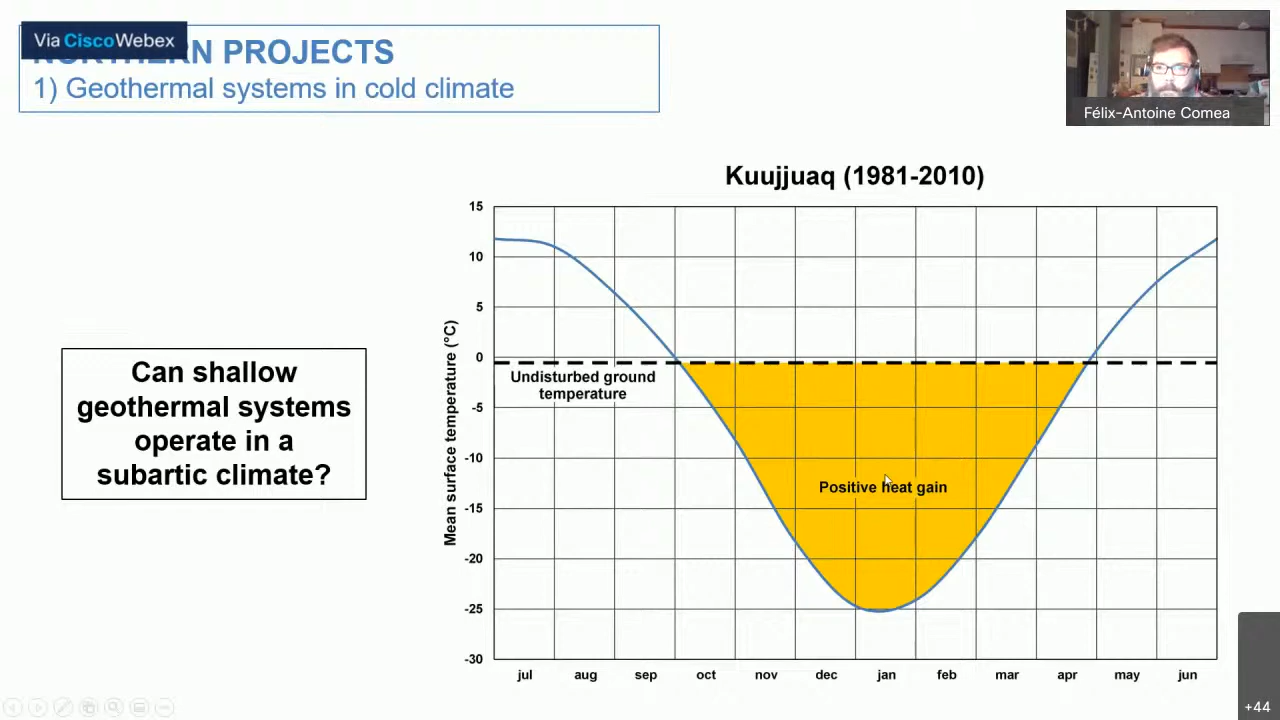 Via CiscoWebex
PROJECTS
1) Geothermal systems in cold climate
Félix-Antoine Comea
Kuujjuaq (1981-2010)
Can shallow
geothermal systems
operate in a
subartic climate?
Mean surface temperature (°C)
15
10
5
0
-5
-10
-15
-20
-25
-30
Undisturbed ground
temperature
Positive heat gain
jul aug sep oct nov dec jan feb mar apr may jun
+44